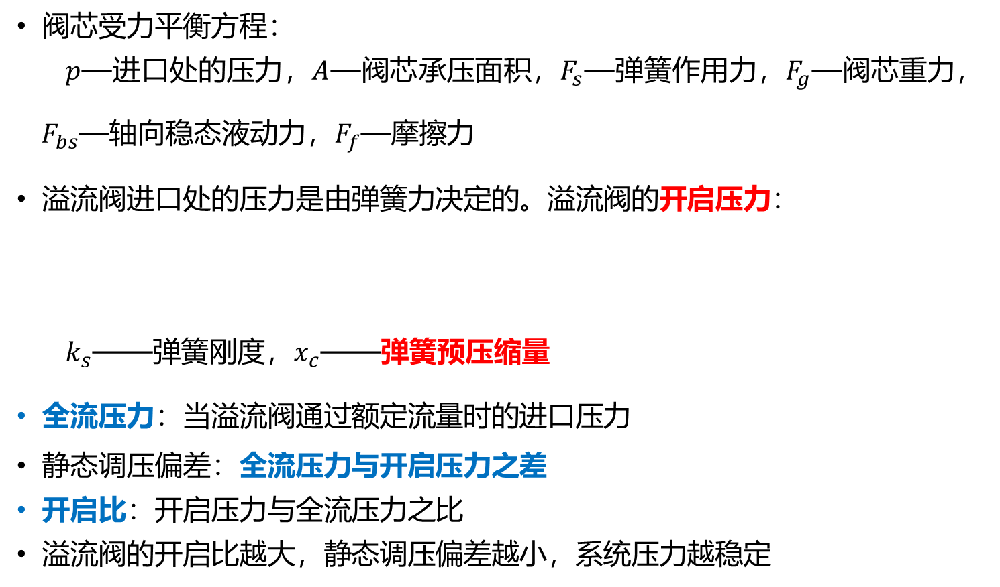 • 阀芯受力平衡方程：
p—进口处的压力，A—阀芯承压面积，F_s—弹簧作用力，F_g—阀芯重力，
F_bs—轴向稳态液动力，F_f—摩擦力
• 溢流阀进口处的压力是由弹簧力决定的。溢流阀的开启压力：
k_s——弹簧刚度，x_c——弹簧预压缩量
• 全流压力：当溢流阀通过额定流量时的进口压力
• 静态调压偏差：全流压力与开启压力之差
• 开启比：开启压力与全流压力之比
• 溢流阀的开启比越大，静态调压偏差越小，系统压力越稳定